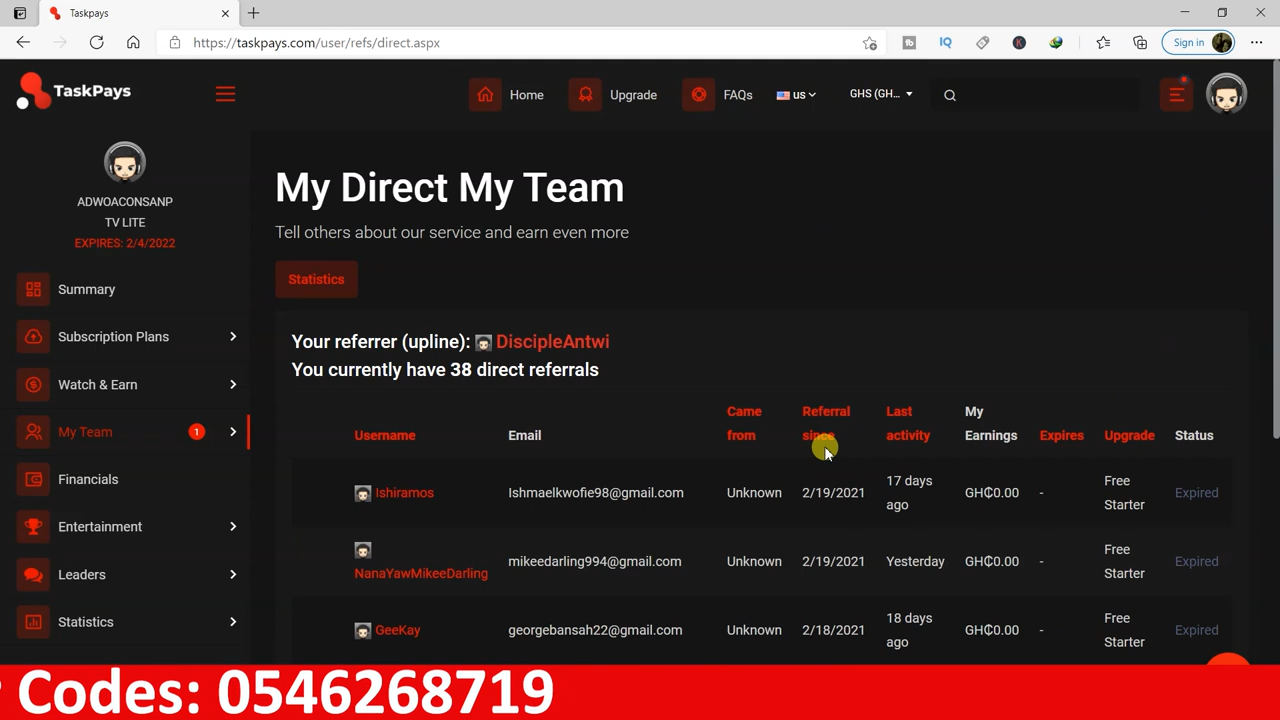 Taskpays
https://taskpays.com/user/refs/direct.aspx
Sign in
TaskPays
Home
Upgrade
FAQs
us
GHS (GH...
ADWOACONSANP
TV LITE
EXPIRES: 2/4/2022
Summary
Subscription Plans
Watch & Earn
My Team
1
Financials
Entertainment
Leaders
Statistics
My Direct My Team
Tell others about our service and earn even more
Statistics
Your referrer (upline): DiscipleAntwi
You currently have 38 direct referrals
Username Email Came from Referral since Last activity My Earnings Expires Upgrade Status
Ishiramos Ishmaelkwofie98@gmail.com Unknown 2/19/2021 17 days ago GH₵0.00 - Free Starter Expired
NanaYawMikeeDarling mikeedarling994@gmail.com Unknown 2/19/2021 Yesterday GH₵0.00 - Free Starter Expired
GeeKay georgebansah22@gmail.com Unknown 2/18/2021 18 days ago GH₵0.00 - Free Starter Expired
Codes: 0546268719